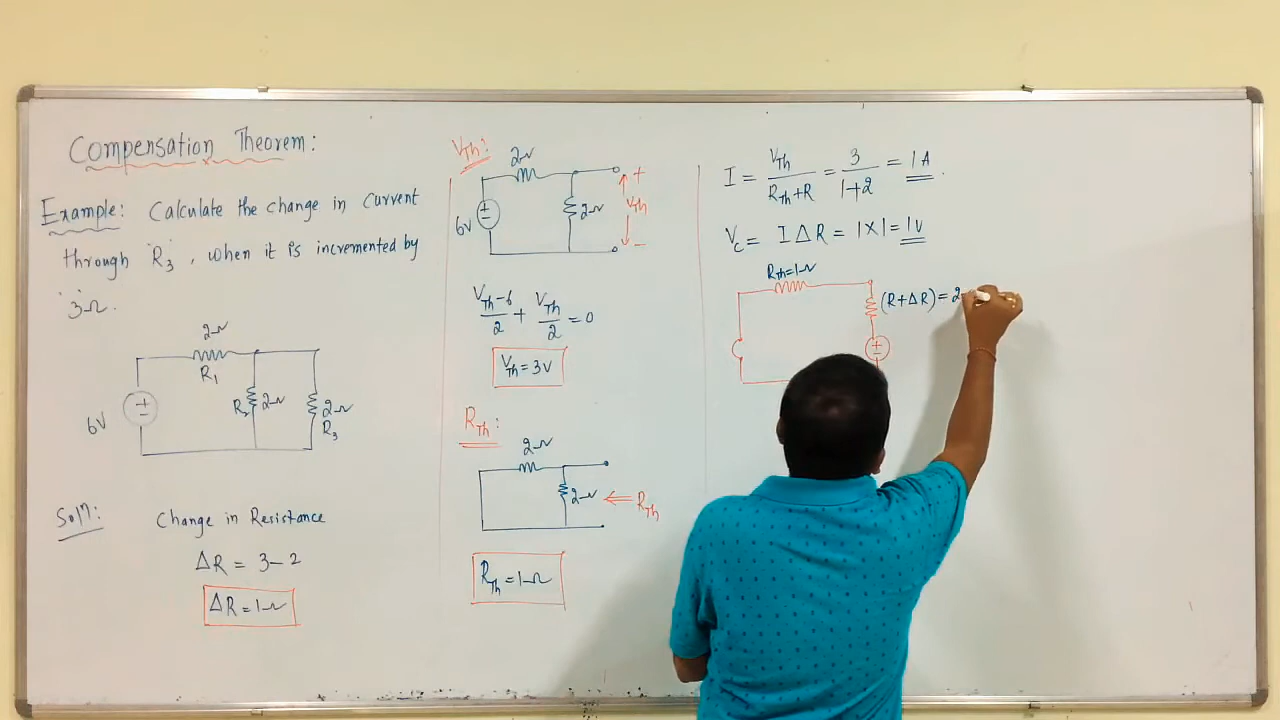 Compensation Theorem:
Example: Calculate the change in current
through R3, when it is incremented by
3Ω.
2Ω
R1
6V
R2
2Ω
2Ω
R3
Soln:
Change in Resistance
ΔR = 3-2
ΔR = 1Ω
VTh:
2Ω
6V
2Ω
+
VTh
-
VTh-6/2 + VTh/2 = 0
VTh = 3V
RTh:
2Ω
2Ω
RTh
RTh = 1Ω
I = VTh/RTh+R = 3/1+2 = 1A.
Vc = IΔR = 1×1 = 1V
RTh=1Ω
(R+ΔR) = 2